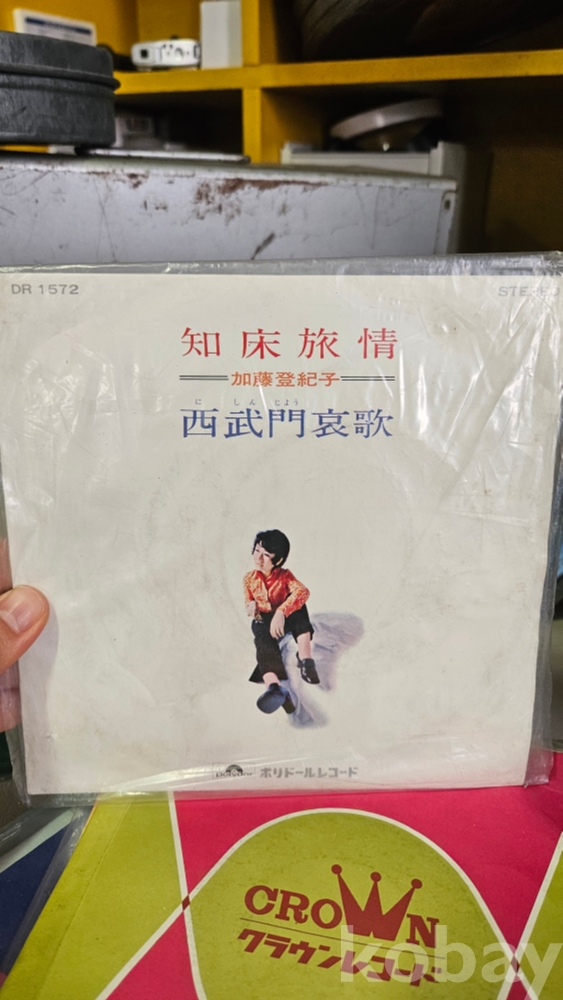 DR 1572
STEREO
知床旅情
加藤登紀子
にしんじょう
西武門哀歌
Polydor
ポリドールレコード
CROWN
クラウンレコード
kobay